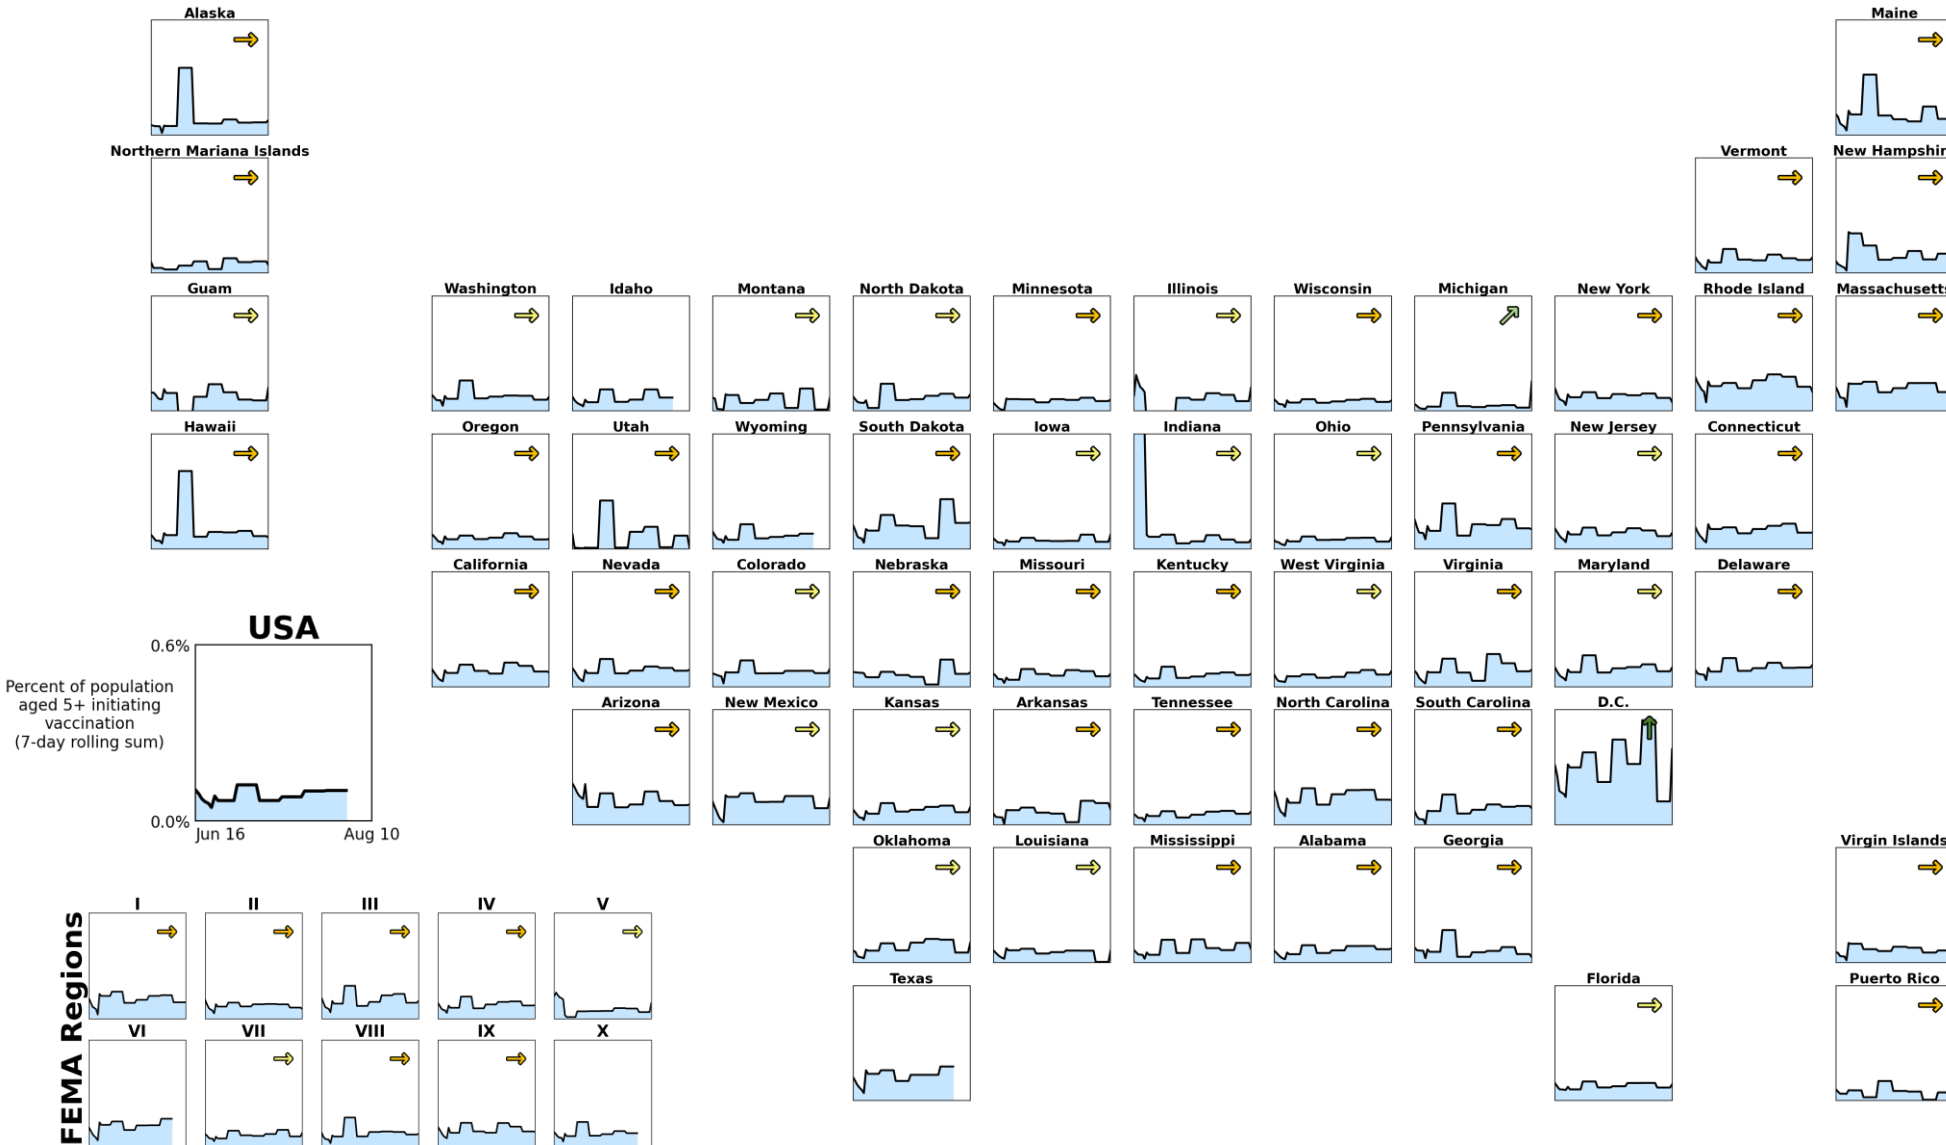 Alaska
Maine
Northern Mariana Islands
Vermont
New Hampshir
Guam
Washington
Idaho
Montana
North Dakota
Minnesota
Illinois
Wisconsin
Michigan
New York
Rhode Island
Massachusetts
Hawaii
Oregon
Utah
Wyoming
South Dakota
Iowa
Indiana
Ohio
Pennsylvania
New Jersey
Connecticut
California
Nevada
Colorado
Nebraska
Missouri
Kentucky
West Virginia
Virginia
Maryland
Delaware
USA
0.6%
Percent of population
aged 5+ initiating
vaccination
(7-day rolling sum)
0.0%
Jun 16
Aug 10
Arizona
New Mexico
Kansas
Arkansas
Tennessee
North Carolina
South Carolina
D.C.
Oklahoma
Louisiana
Mississippi
Alabama
Georgia
Virgin Islands
Texas
Florida
Puerto Rico
FEMA Regions
I
II
III
IV
V
VI
VII
VIII
IX
X